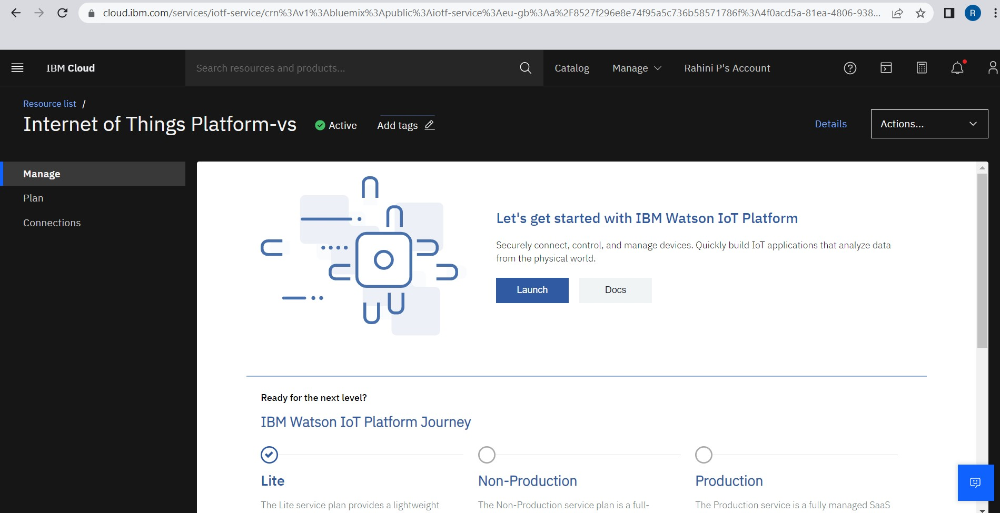 cloud.ibm.com/services/iotf-service/crn%3Av1%3Abluemix%3Apublic%3Aiotf-service%3Aeu-gb%3Aa%2F8527f296e8e74f95a5c736b58571786f%3A4f0acd5a-81ea-4806-938...
R
IBM Cloud
Search resources and products...
Catalog
Manage
Rahini P's Account
Resource list /
Internet of Things Platform-vs
Active
Add tags
Details
Actions...
Manage
Plan
Connections
Let's get started with IBM Watson IoT Platform
Securely connect, control, and manage devices. Quickly build IoT applications that analyze data
from the physical world.
Launch
Docs
Ready for the next level?
IBM Watson IoT Platform Journey
Lite
Non-Production
Production
The Lite service plan provides a lightweight
The Non-Production service plan is a full-
The Production service is a fully managed SaaS